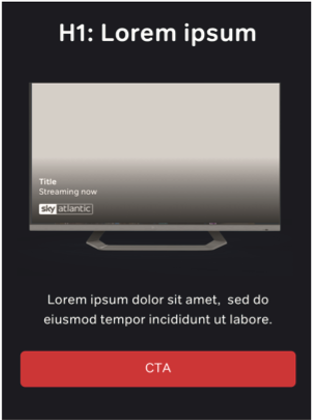 H1: Lorem ipsum
Title
Streaming now
sky atlantic
Lorem ipsum dolor sit amet,  sed do
eiusmod tempor incididunt ut labore.
CTA